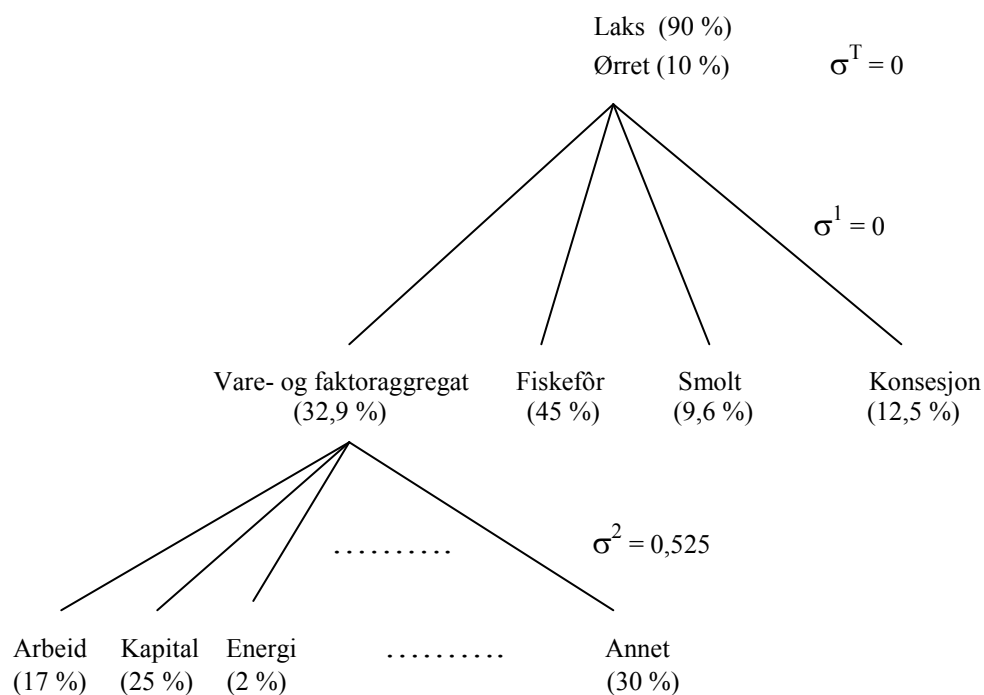 Laks (90 %)
Ørret (10 %)
σ^T = 0
σ^1 = 0
Vare- og faktoraggregat
(32,9 %)
Fiskefôr
(45 %)
Smolt
(9,6 %)
Konsesjon
(12,5 %)
..........
σ^2 = 0,525
Arbeid
(17 %)
Kapital
(25 %)
Energi
(2 %)
..........
Annet
(30 %)